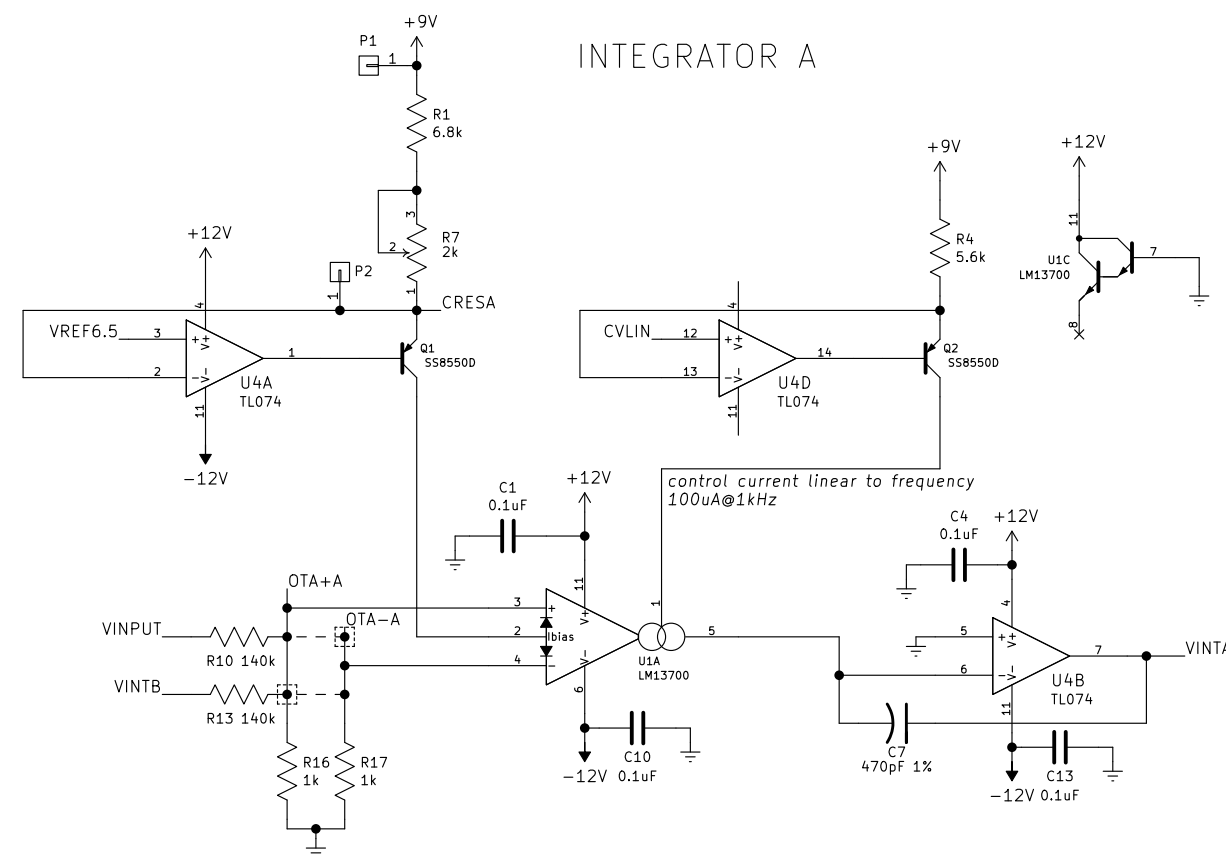 INTEGRATOR A
+9V
P1
1
R1
6.8k
3
R7
2k
2
1
P2
1
CRESA
+12V
4
VREF6.5
3
+
V+
1
2
-
V-
U4A
TL074
11
-12V
Q1
SS8550D
+9V
R4
5.6k
4
CVLIN
12
+
V+
14
13
-
V-
U4D
TL074
11
Q2
SS8550D
+12V
11
U1C
LM13700
7
8
control current linear to frequency
100uA@1kHz
C1
0.1uF
+12V
11
V+
1
OTA+A
3
+
OTA-A
VINPUT
R10 140k
2
Ibias
5
4
-
V-
U1A
LM13700
6
VINTB
R13 140k
R16
1k
R17
1k
C10
0.1uF
-12V
C4
0.1uF
+12V
4
5
+
V+
7
VINTA
6
-
V-
U4B
TL074
11
C7
470pF 1%
C13
0.1uF
-12V